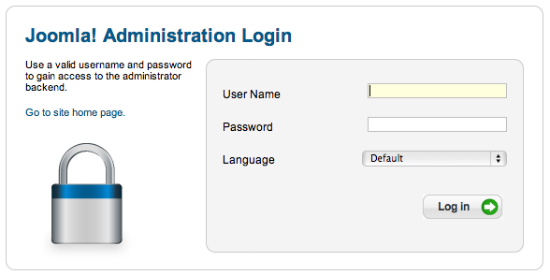 Joomla! Administration Login
Use a valid username and password
to gain access to the administrator
backend.
Go to site home page.
User Name
Password
Language
Default
Log in